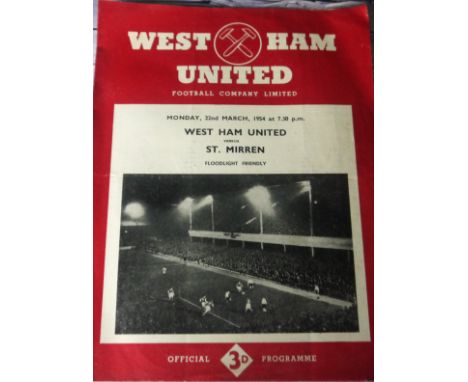 WEST HAM
UNITED
FOOTBALL COMPANY LIMITED
MONDAY, 22nd MARCH, 1954 at 7.30 p.m.
WEST HAM UNITED
versus
ST. MIRREN
FLOODLIGHT FRIENDLY
OFFICIAL 3D PROGRAMME